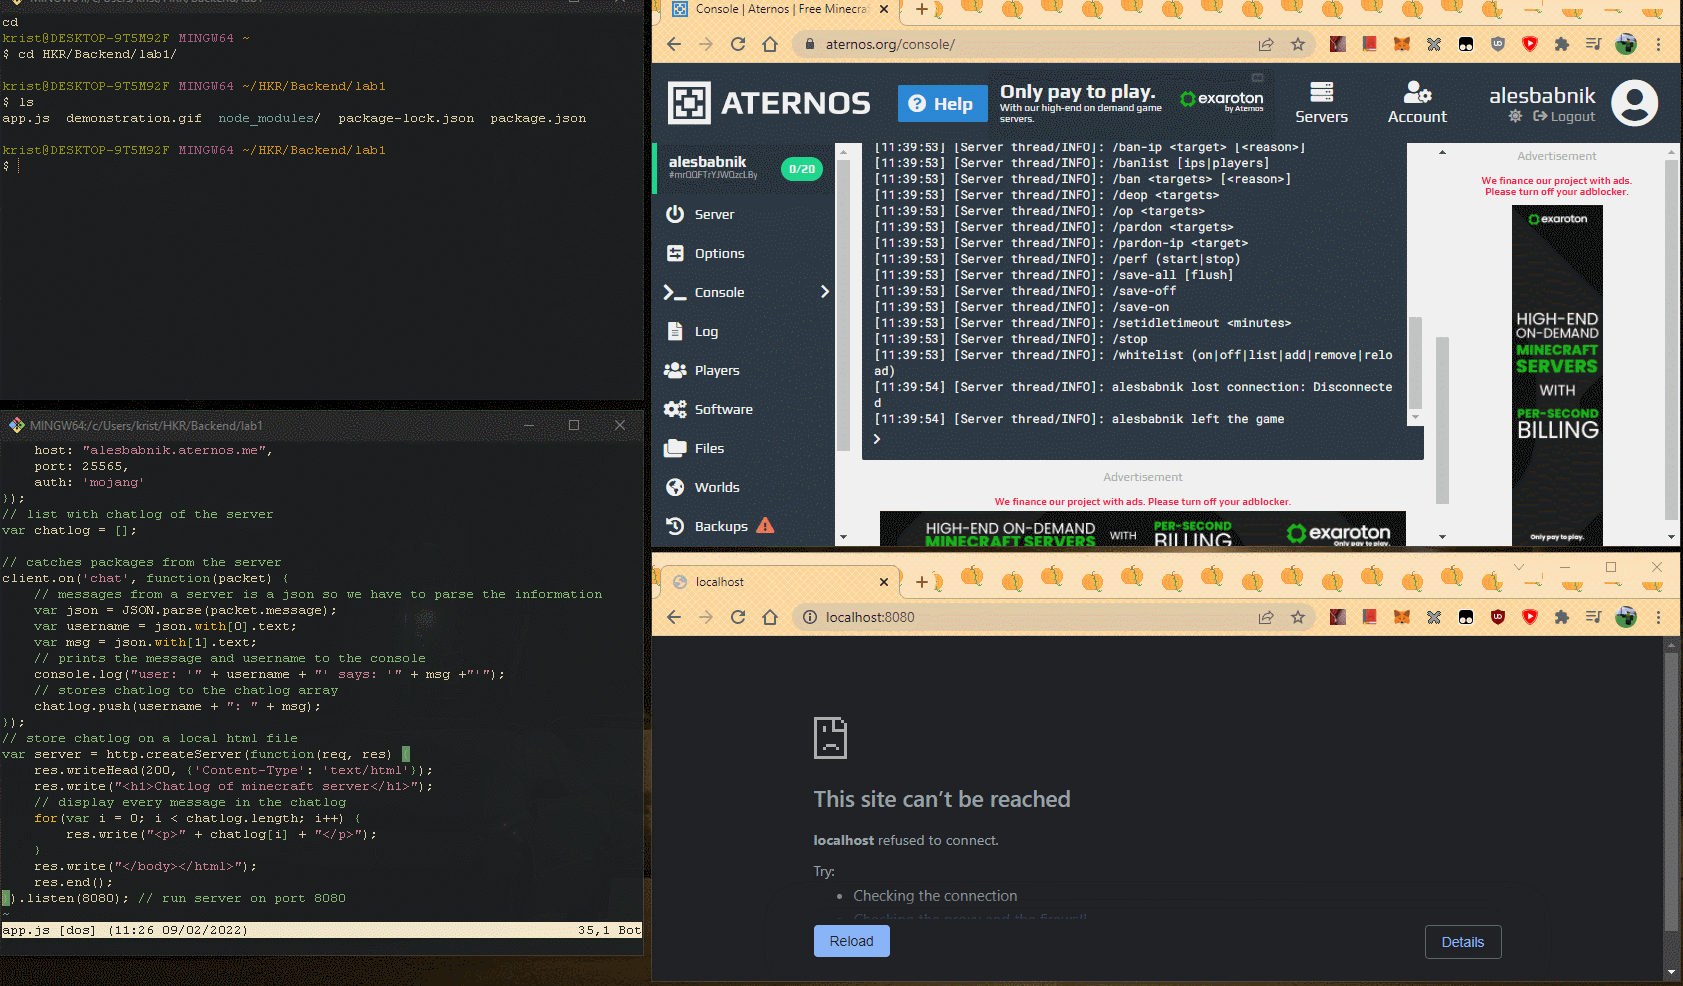 MINGW64:/c/Users/krist/HKR/Backend/lab1
cd
krist@DESKTOP-9T5M92F MINGW64 ~
$ cd HKR/Backend/lab1/
krist@DESKTOP-9T5M92F MINGW64 ~/HKR/Backend/lab1
$ ls
app.js  demonstration.gif  node_modules/  package-lock.json  package.json
krist@DESKTOP-9T5M92F MINGW64 ~/HKR/Backend/lab1
$
MINGW64:/c/Users/krist/HKR/Backend/lab1
    host: "alesbabnik.aternos.me",
    port: 25565,
    auth: 'mojang'
});
// list with chatlog of the server
var chatlog = [];
// catches packages from the server
client.on('chat', function(packet) {
    // messages from a server is a json so we have to parse the information
    var json = JSON.parse(packet.message);
    var username = json.with[0].text;
    var msg = json.with[1].text;
    // prints the message and username to the console
    console.log("user: '" + username + "' says: '" + msg +"'");
    // stores chatlog to the chatlog array
    chatlog.push(username + ": " + msg);
});
// store chatlog on a local html file
var server = http.createServer(function(req, res) {
    res.writeHead(200, {'Content-Type': 'text/html'});
    res.write("<h1>Chatlog of minecraft server</h1>");
    // display every message in the chatlog
    for(var i = 0; i < chatlog.length; i++) {
        res.write("<p>" + chatlog[i] + "</p>");
    }
    res.write("</body></html>");
    res.end();
}).listen(8080); // run server on port 8080
~
app.js [dos] (11:26 09/02/2022) 35,1 Bot
Console | Aternos | Free Minecraf
aternos.org/console/
ATERNOS
Help
Only pay to play.
With our high-end on demand game
servers.
exaroton
by Aternos
Servers
Account
alesbabnik
Logout
alesbabnik
0/20
Server
Options
Console
Log
Players
Software
Files
Worlds
Backups
[11:39:53] [Server thread/INFO]: /ban-ip <target> [<reason>]
[11:39:53] [Server thread/INFO]: /banlist [ips|players]
[11:39:53] [Server thread/INFO]: /ban <targets> [<reason>]
[11:39:53] [Server thread/INFO]: /deop <targets>
[11:39:53] [Server thread/INFO]: /op <targets>
[11:39:53] [Server thread/INFO]: /pardon <targets>
[11:39:53] [Server thread/INFO]: /pardon-ip <target>
[11:39:53] [Server thread/INFO]: /perf (start|stop)
[11:39:53] [Server thread/INFO]: /save-all [flush]
[11:39:53] [Server thread/INFO]: /save-off
[11:39:53] [Server thread/INFO]: /save-on
[11:39:53] [Server thread/INFO]: /setidletimeout <minutes>
[11:39:53] [Server thread/INFO]: /stop
[11:39:53] [Server thread/INFO]: /whitelist (on|off|list|add|remove|relo
ad)
[11:39:54] [Server thread/INFO]: alesbabnik lost connection: Disconnecte
d
[11:39:54] [Server thread/INFO]: alesbabnik left the game
Advertisement
We finance our project with ads. Please turn off your adblocker.
HIGH-END ON-DEMAND
MINECRAFT SERVERS
WITH
PER-SECOND
BILLING
exaroton
Only pay to play.
Advertisement
We finance our project with ads.
Please turn off your adblocker.
exaroton
HIGH-END
ON-DEMAND
MINECRAFT
SERVERS
WITH
PER-SECOND
BILLING
Only pay to play.
localhost
localhost:8080
This site can't be reached
localhost refused to connect.
Try:
Checking the connection
Checking the proxy and the firewall
Reload
Details